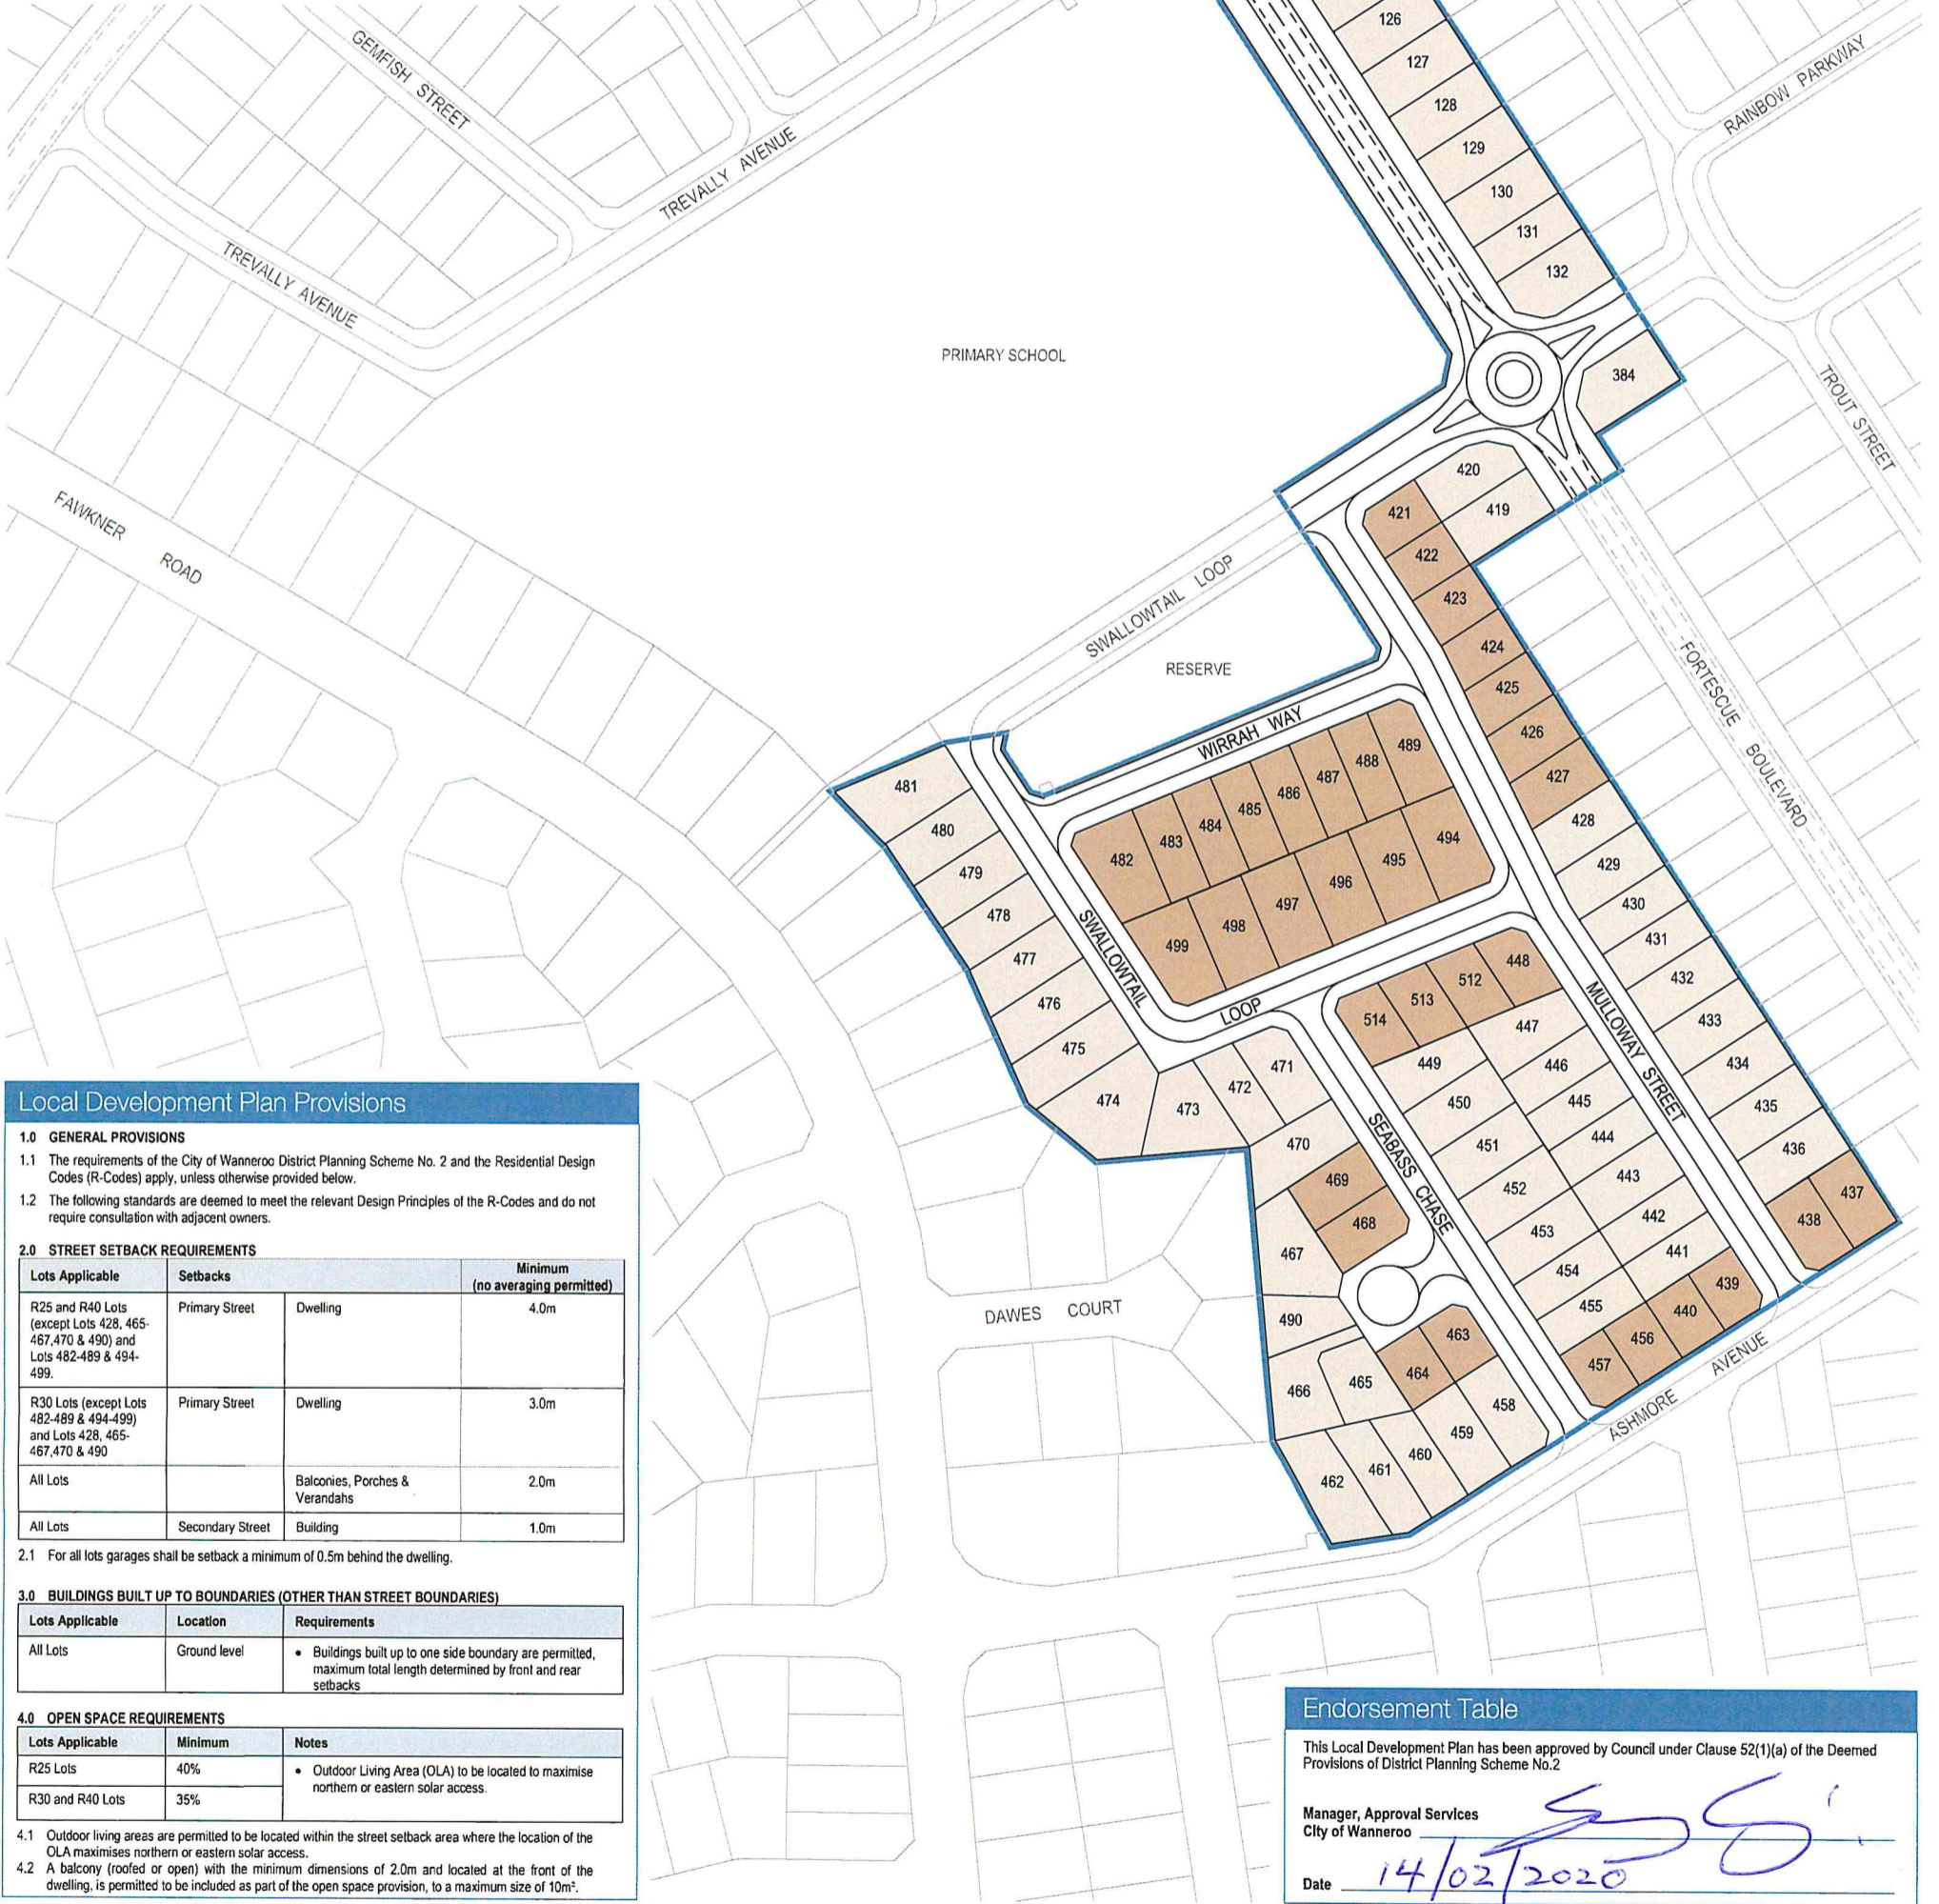 126
127
128
129
130
131
132
384
GEMFISH STREET
TREVALLY AVENUE
TREVALLY AVENUE
RAINBOW PARKWAY
TROUT STREET
PRIMARY SCHOOL
FAWKNER ROAD
SWALLOWTAIL LOOP
RESERVE
WIRRAH WAY
FORTESCUE BOULEVARD
420
419
421
422
423
424
425
426
427
428
429
430
431
432
433
434
435
436
437
438
481
480
479
478
477
476
475
474
473
472
471
470
469
468
467
490
466
465
464
463
462
461
460
459
458
482
483
484
485
486
487
488
489
494
495
496
497
498
499
SWALLOWTAIL
LOOP
514
513
512
448
447
446
445
444
443
442
441
439
440
449
450
451
452
453
454
455
456
457
SEABASS CHASE
MULLOWAY STREET
DAWES COURT
ASHMORE AVENUE
Local Development Plan Provisions
1.0 GENERAL PROVISIONS
1.1 The requirements of the City of Wanneroo District Planning Scheme No. 2 and the Residential Design
Codes (R-Codes) apply, unless otherwise provided below.
1.2 The following standards are deemed to meet the relevant Design Principles of the R-Codes and do not
require consultation with adjacent owners.
2.0 STREET SETBACK REQUIREMENTS
Lots Applicable Setbacks Minimum
(no averaging permitted)
R25 and R40 Lots Primary Street Dwelling 4.0m
(except Lots 428, 465-
467,470 & 490) and
Lots 482-489 & 494-
499.
R30 Lots (except Lots Primary Street Dwelling 3.0m
482-489 & 494-499)
and Lots 428, 465-
467,470 & 490
All Lots Balconies, Porches & 2.0m
Verandahs
All Lots Secondary Street Building 1.0m
2.1 For all lots garages shall be setback a minimum of 0.5m behind the dwelling.
3.0 BUILDINGS BUILT UP TO BOUNDARIES (OTHER THAN STREET BOUNDARIES)
Lots Applicable Location Requirements
All Lots Ground level • Buildings built up to one side boundary are permitted,
maximum total length determined by front and rear
setbacks
4.0 OPEN SPACE REQUIREMENTS
Lots Applicable Minimum Notes
R25 Lots 40% • Outdoor Living Area (OLA) to be located to maximise
northern or eastern solar access.
R30 and R40 Lots 35%
4.1 Outdoor living areas are permitted to be located within the street setback area where the location of the
OLA maximises northern or eastern solar access.
4.2 A balcony (roofed or open) with the minimum dimensions of 2.0m and located at the front of the
dwelling, is permitted to be included as part of the open space provision, to a maximum size of 10m².
Endorsement Table
This Local Development Plan has been approved by Council under Clause 52(1)(a) of the Deemed
Provisions of District Planning Scheme No.2
Manager, Approval Services
City of Wanneroo
Date 14/02/2020